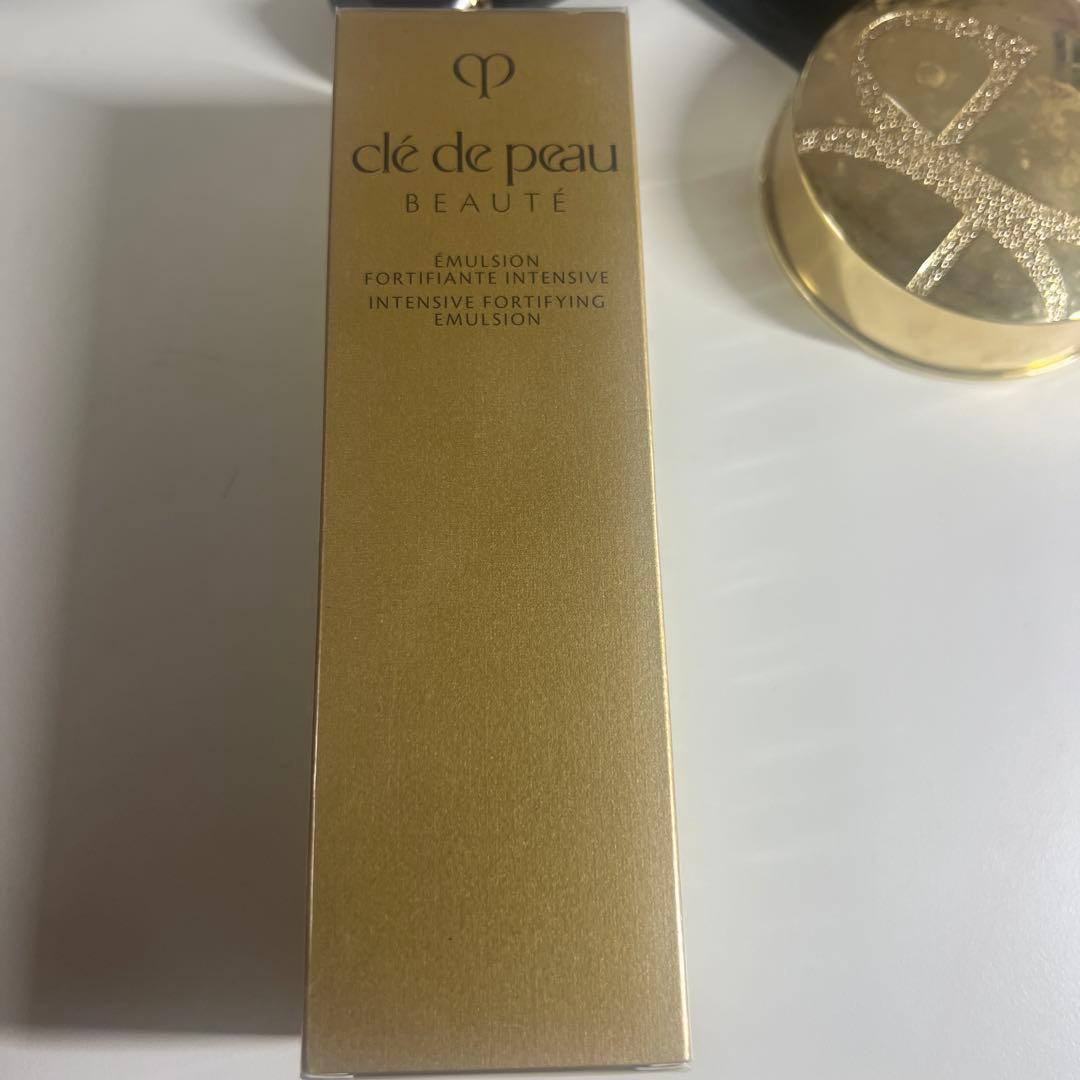 clé de peau
BEAUTÉ
ÉMULSION
FORTIFIANTE INTENSIVE
INTENSIVE FORTIFYING
EMULSION